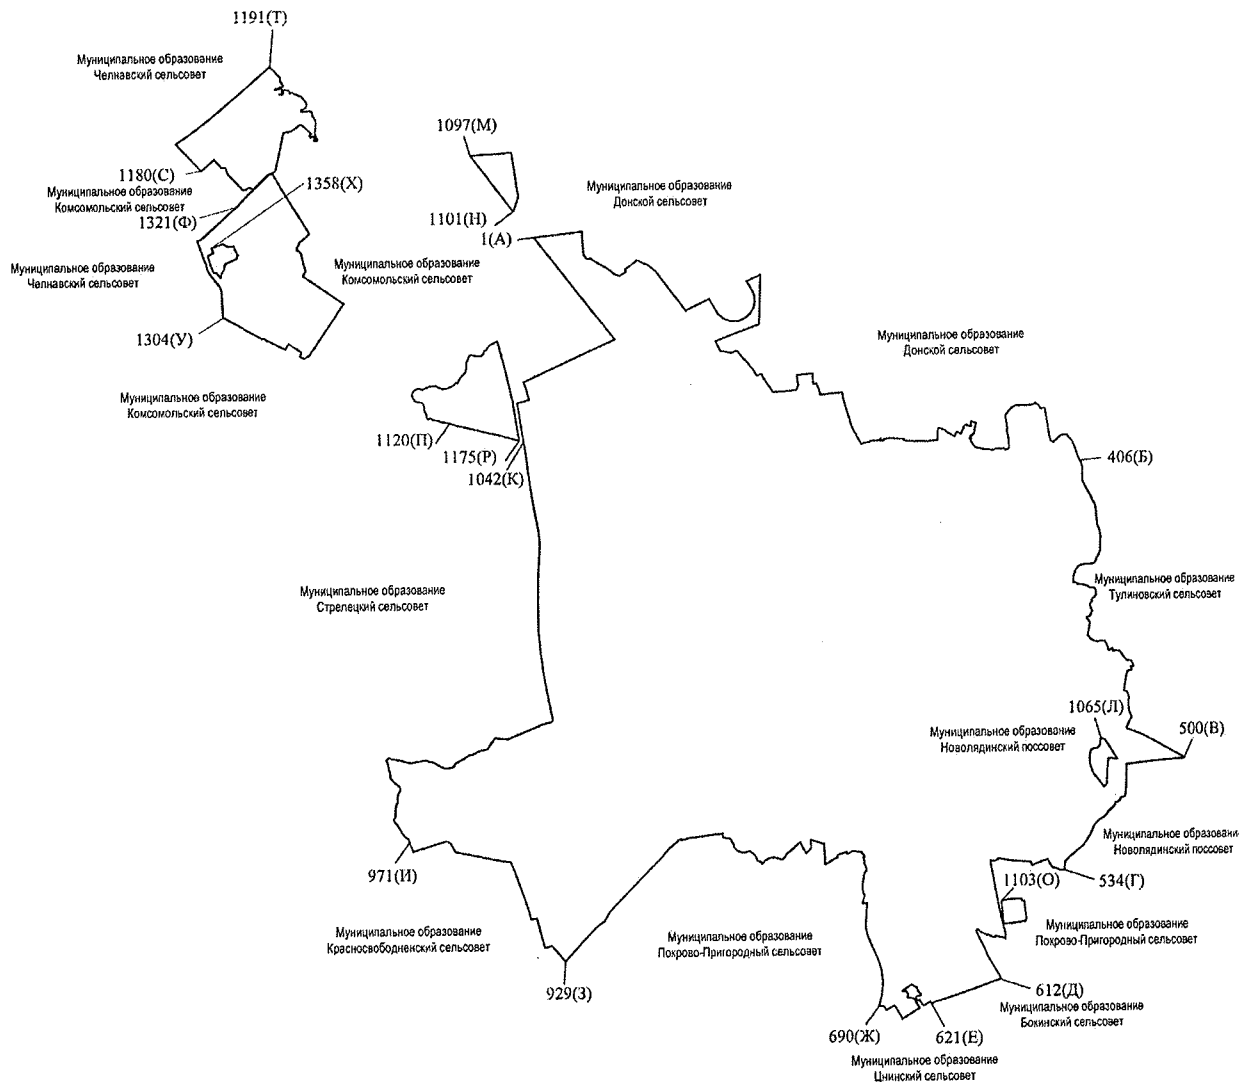 1191(Т)
Муниципальное образование
Челнавский сельсовет
1097(М)
1180(С)
1358(Х)
Муниципальное образование
Комсомольский сельсовет
Муниципальное образование
Донской сельсовет
1321(Ф)
1101(Н)
1(А)
Муниципальное образование
Челнавский сельсовет
Муниципальное образование
Комсомольский сельсовет
1304(У)
Муниципальное образование
Донской сельсовет
Муниципальное образование
Комсомольский сельсовет
1120(П)
1175(Р)
1042(К)
406(Б)
Муниципальное образование
Стрелецкий сельсовет
Муниципальное образование
Тулиновский сельсовет
1065(Л)
500(В)
Муниципальное образование
Новолядинский поссовет
Муниципальное образовани
Новолядинский поссовет
971(И)
1103(О)
534(Г)
Муниципальное образование
Красносвободненский сельсовет
Муниципальное образование
Покрово-Пригородный сельсовет
Муниципальное образование
Покрово-Пригородный сельсовет
929(З)
612(Д)
Муниципальное образование
Бокинский сельсовет
690(Ж)
621(Е)
Муниципальное образование
Цнинский сельсовет